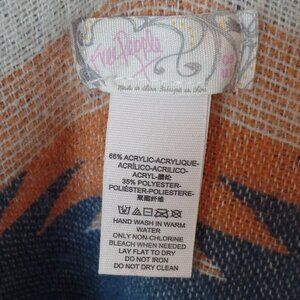 Free People
Made in China Fabriqué en Chine
65% ACRYLIC-ACRYLIQUE-
ACRÍLICO-ACRILICO-
ACRYL-腈纶
35% POLYESTER-
POLIÉSTER-POLIESTERE-
聚酯纤
HAND WASH IN WARM
WATER
ONLY NON-CHLORINE
BLEACH WHEN NEEDED
LAY FLAT TO DRY
DO NOT IRON
DO NOT DRY CLEAN